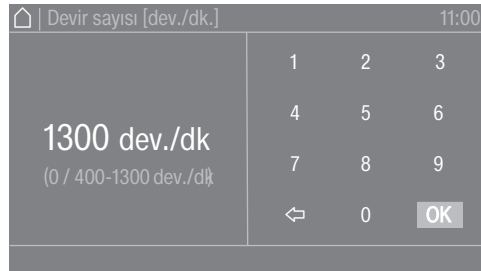 | Devir sayısı [dev./dk.] 11:00
1 2 3
4 5 6
1300 dev./dk
(0 / 400-1300 dev./dk)
7 8 9
0 OK